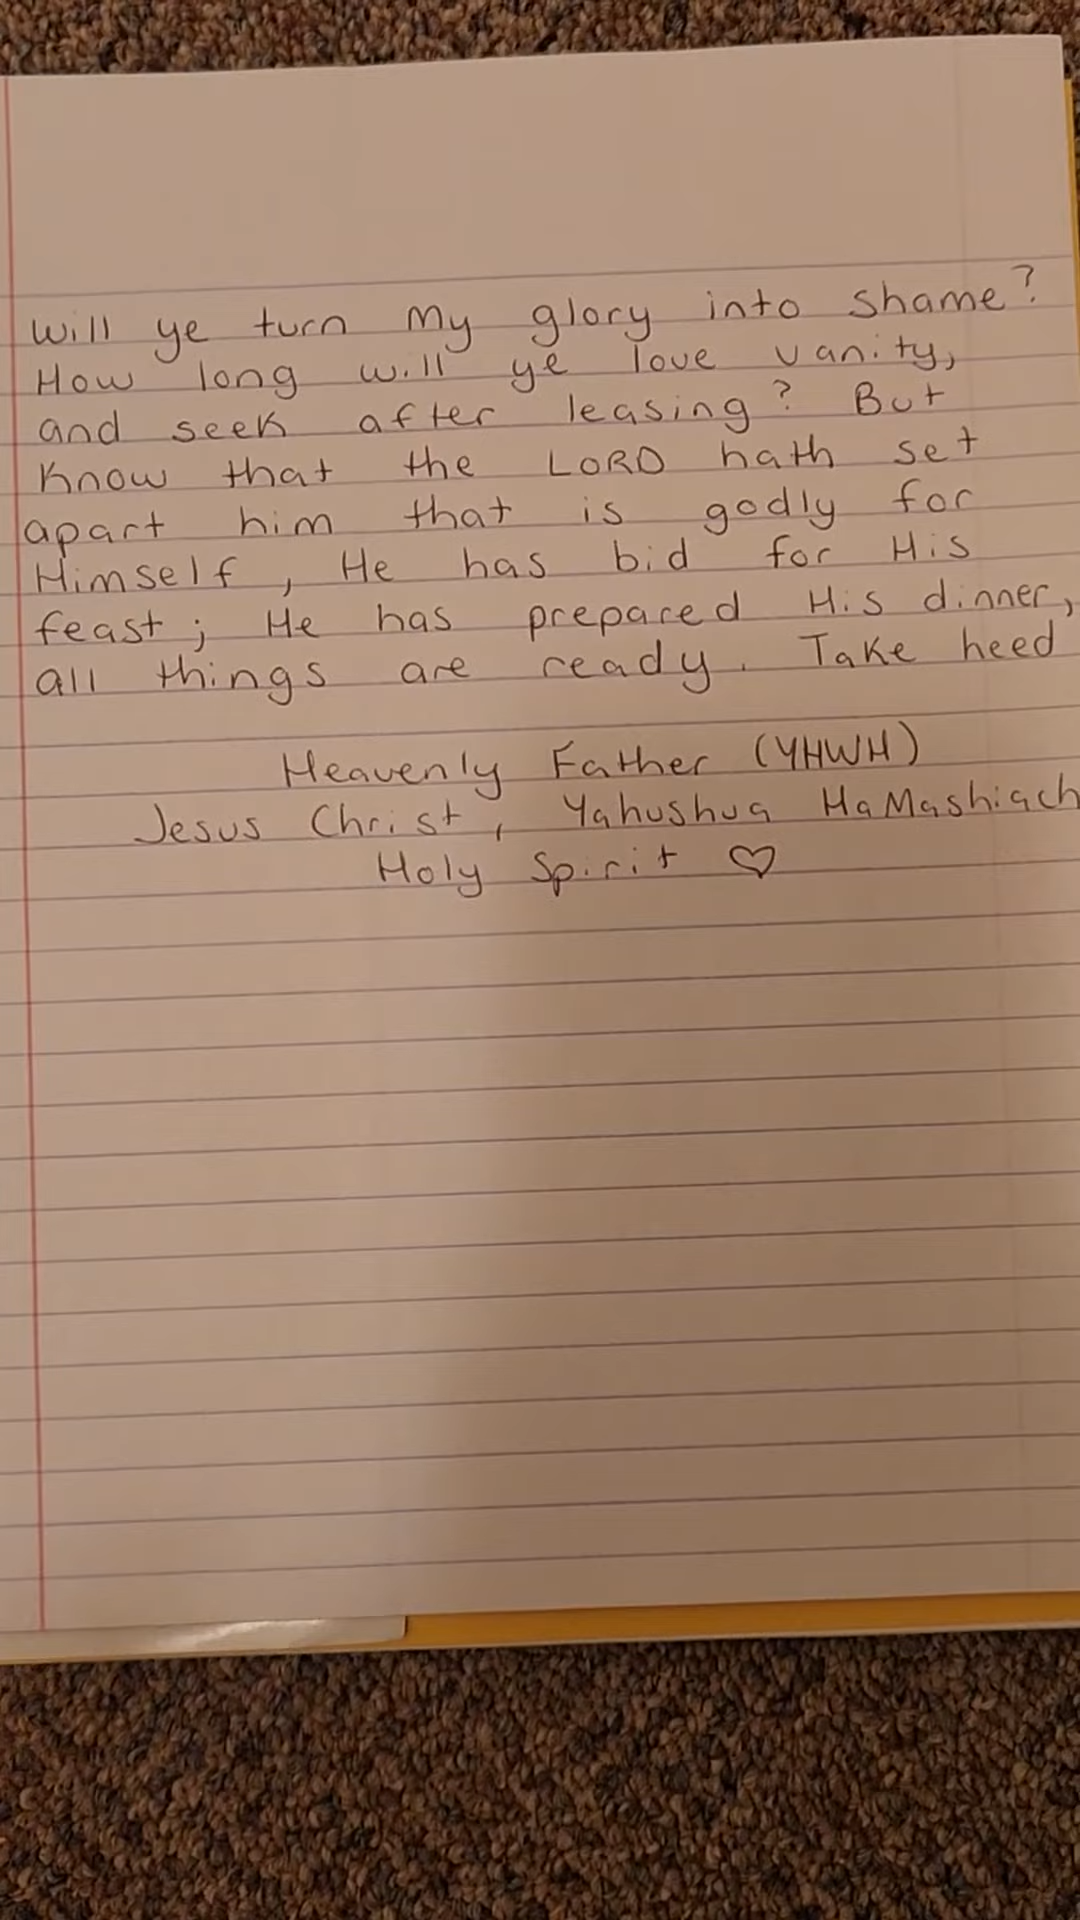 Will ye turn My glory into shame?
How long will ye love vanity,
and seek after leasing? But
Know that the LORD hath set
apart him that is godly for
Himself, He has bid for His
feast; He has prepared His dinner,
all things are ready. Take heed
Heavenly Father (YHWH)
Jesus Christ, Yahushua HaMashiach
Holy Spirit ♡